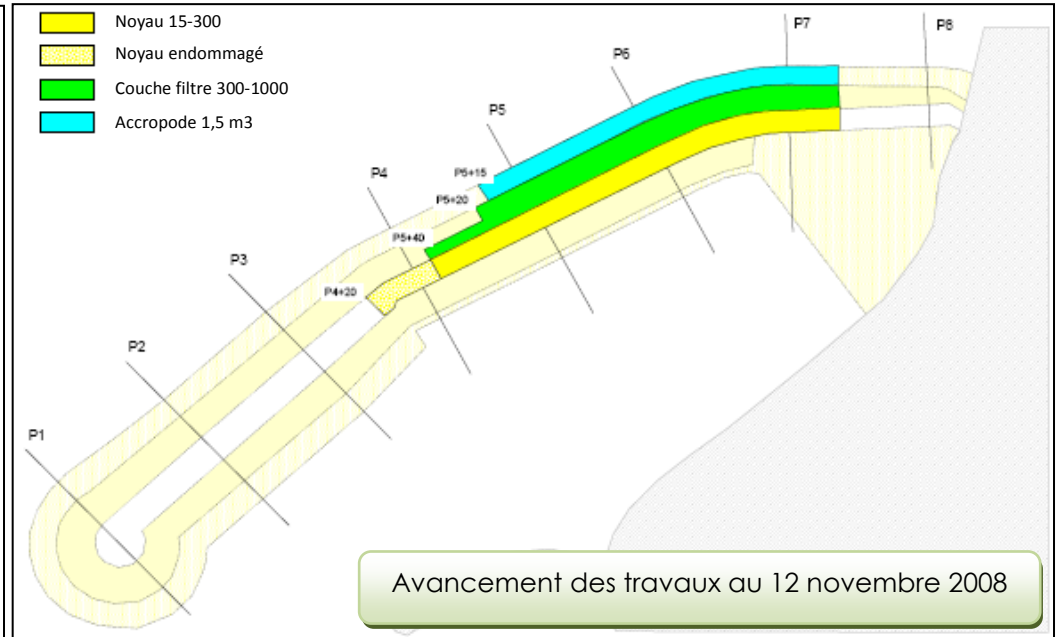 Noyau 15-300
Noyau endommagé
Couche filtre 300-1000
Accropode 1,5 m3
P7
P8
P6
P5
P4
P5+15
P5+20
P5+40
P3
P4+20
P2
P1
Avancement des travaux au 12 novembre 2008